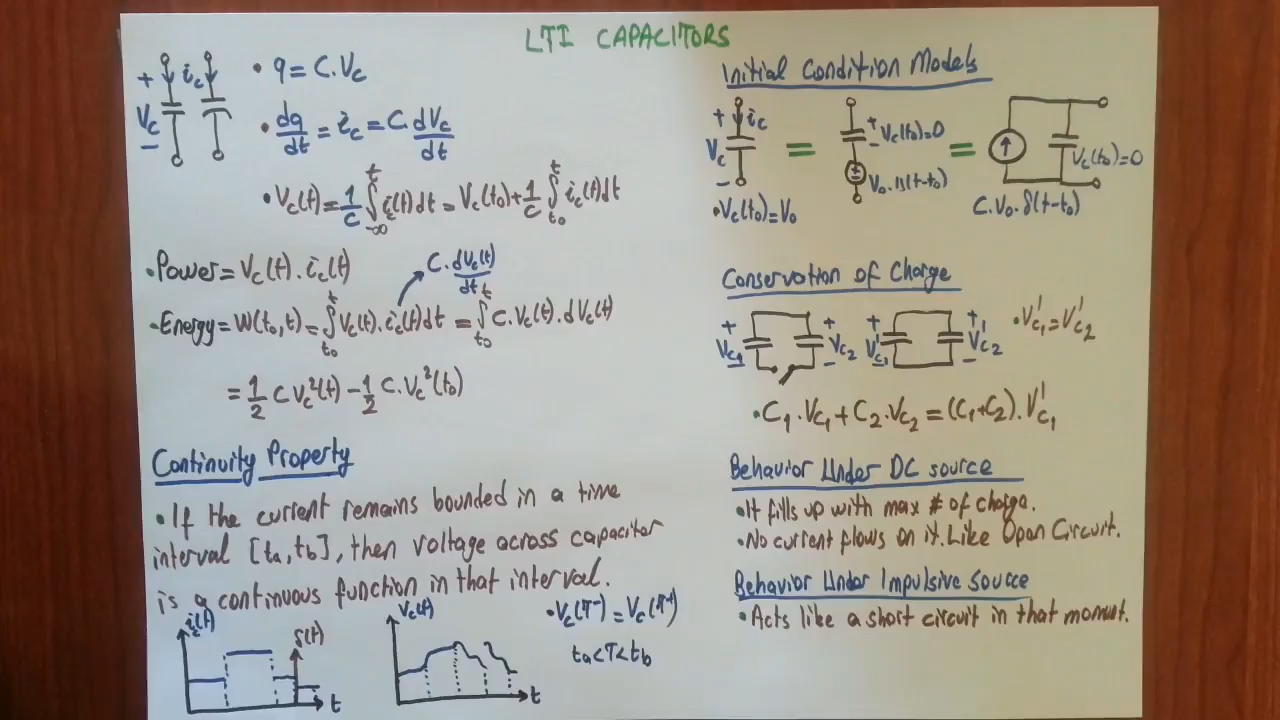 LTI CAPACITORS
+ ic
Vc
-
• q = C.Vc
• dq/dt = ic = C.dVc/dt
• Vc(t) = 1/C ∫_{-∞}^{t} ic(t)dt = Vc(t0) + 1/C ∫_{t0}^{t} ic(t)dt
• Power = Vc(t).ic(t)
C.dVc(t)/dt
• Energy = W(t0,t) = ∫_{t0}^{t} Vc(t).ic(t)dt = ∫_{t0}^{t} C.Vc(t).dVc(t)
= 1/2 C Vc²(t) - 1/2 C.Vc²(t0)
Continuity Property
• If the current remains bounded in a time
interval [ta,tb], then voltage across capacitor
is a continuous function in that interval.
ic(t)
δ(t)
t
Vc(t)
t
ta<T<tb
Initial Condition Models
+ ic
Vc
-
• Vc(t0)=V0
=
+
- Vc(t0)=0
V0.u(t-t0)
=
Vc(t0)=0
C.V0.δ(t-t0)
Conservation of Charge
+ Vc1 -
+ Vc2 -
+ V'c1 -
+ V'c2 -
• V'c1 = V'c2
• C1.Vc1 + C2.Vc2 = (C1+C2).V'c1
Behavior Under DC source
• It fills up with max # of charge.
• No current flows on it. Like Open Circuit.
Behavior Under Impulsive Source
• Acts like a short circuit in that moment.